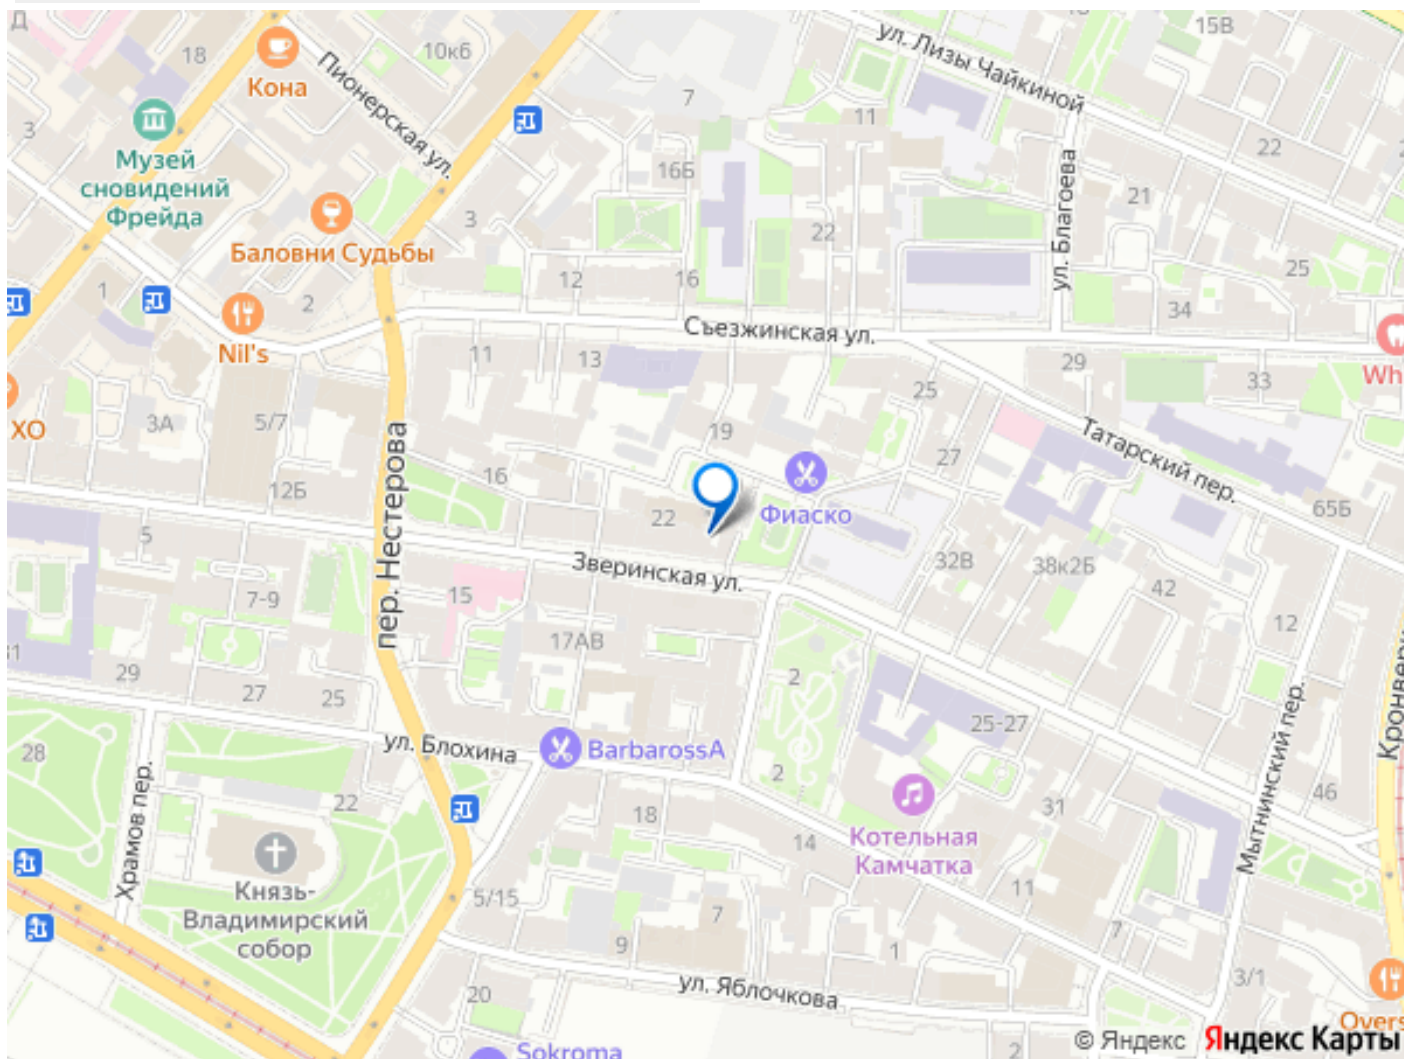 Д
18
Кона
10к6
Пионерская ул.
ул. Лизы Чайкиной
15В
7
11
3
Музей
сновидений
Фрейда
16Б
22
ул. Благоева
21
22
3
Баловни Судьбы
12
16
25
1
2
34
Nil's
Съезжинская ул.
11
13
29
33
Wh
25
3А
5/7
ХО
пер. Нестерова
19
27
Татарский пер.
16
12Б
22
Фиаско
65Б
5
Зверинская ул.
32В
38к2Б
42
7-9
15
17АВ
12
31
29
27
25
2
25-27
Мытнинский пер.
Кронверк
28
ул. Блохина
BarbarossA
2
Храмов пер.
22
18
14
Котельная
Камчатка
31
46
Князь-
Владимирский
собор
5/15
7
11
9
1
7
3/1
20
ул. Яблочкова
Overs
Sokroma
2
© Яндекс Яндекс Карты